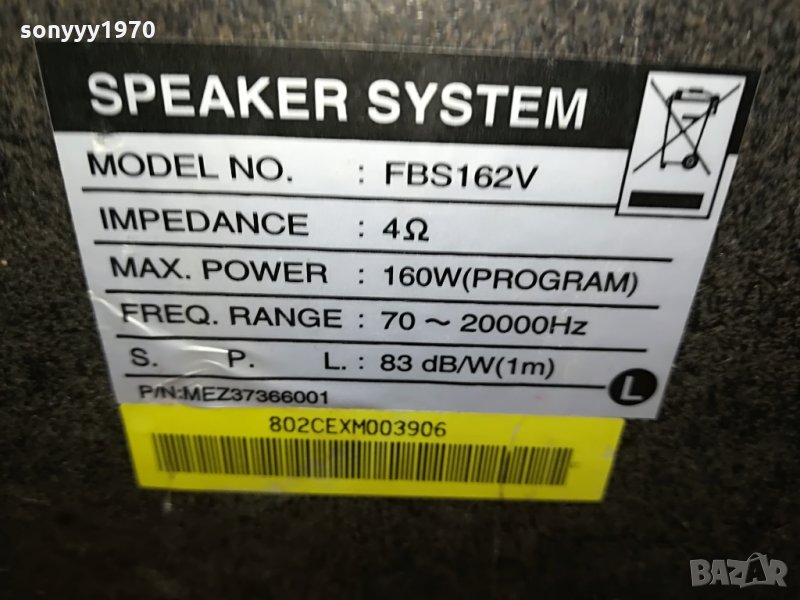 sonyyy1970
SPEAKER SYSTEM
MODEL NO. : FBS162V
IMPEDANCE : 4Ω
MAX. POWER : 160W(PROGRAM)
FREQ. RANGE : 70 ~ 20000Hz
S. P. L. : 83 dB/W(1m)
P/N:MEZ37366001
L
802CEXM003906
BAZAR